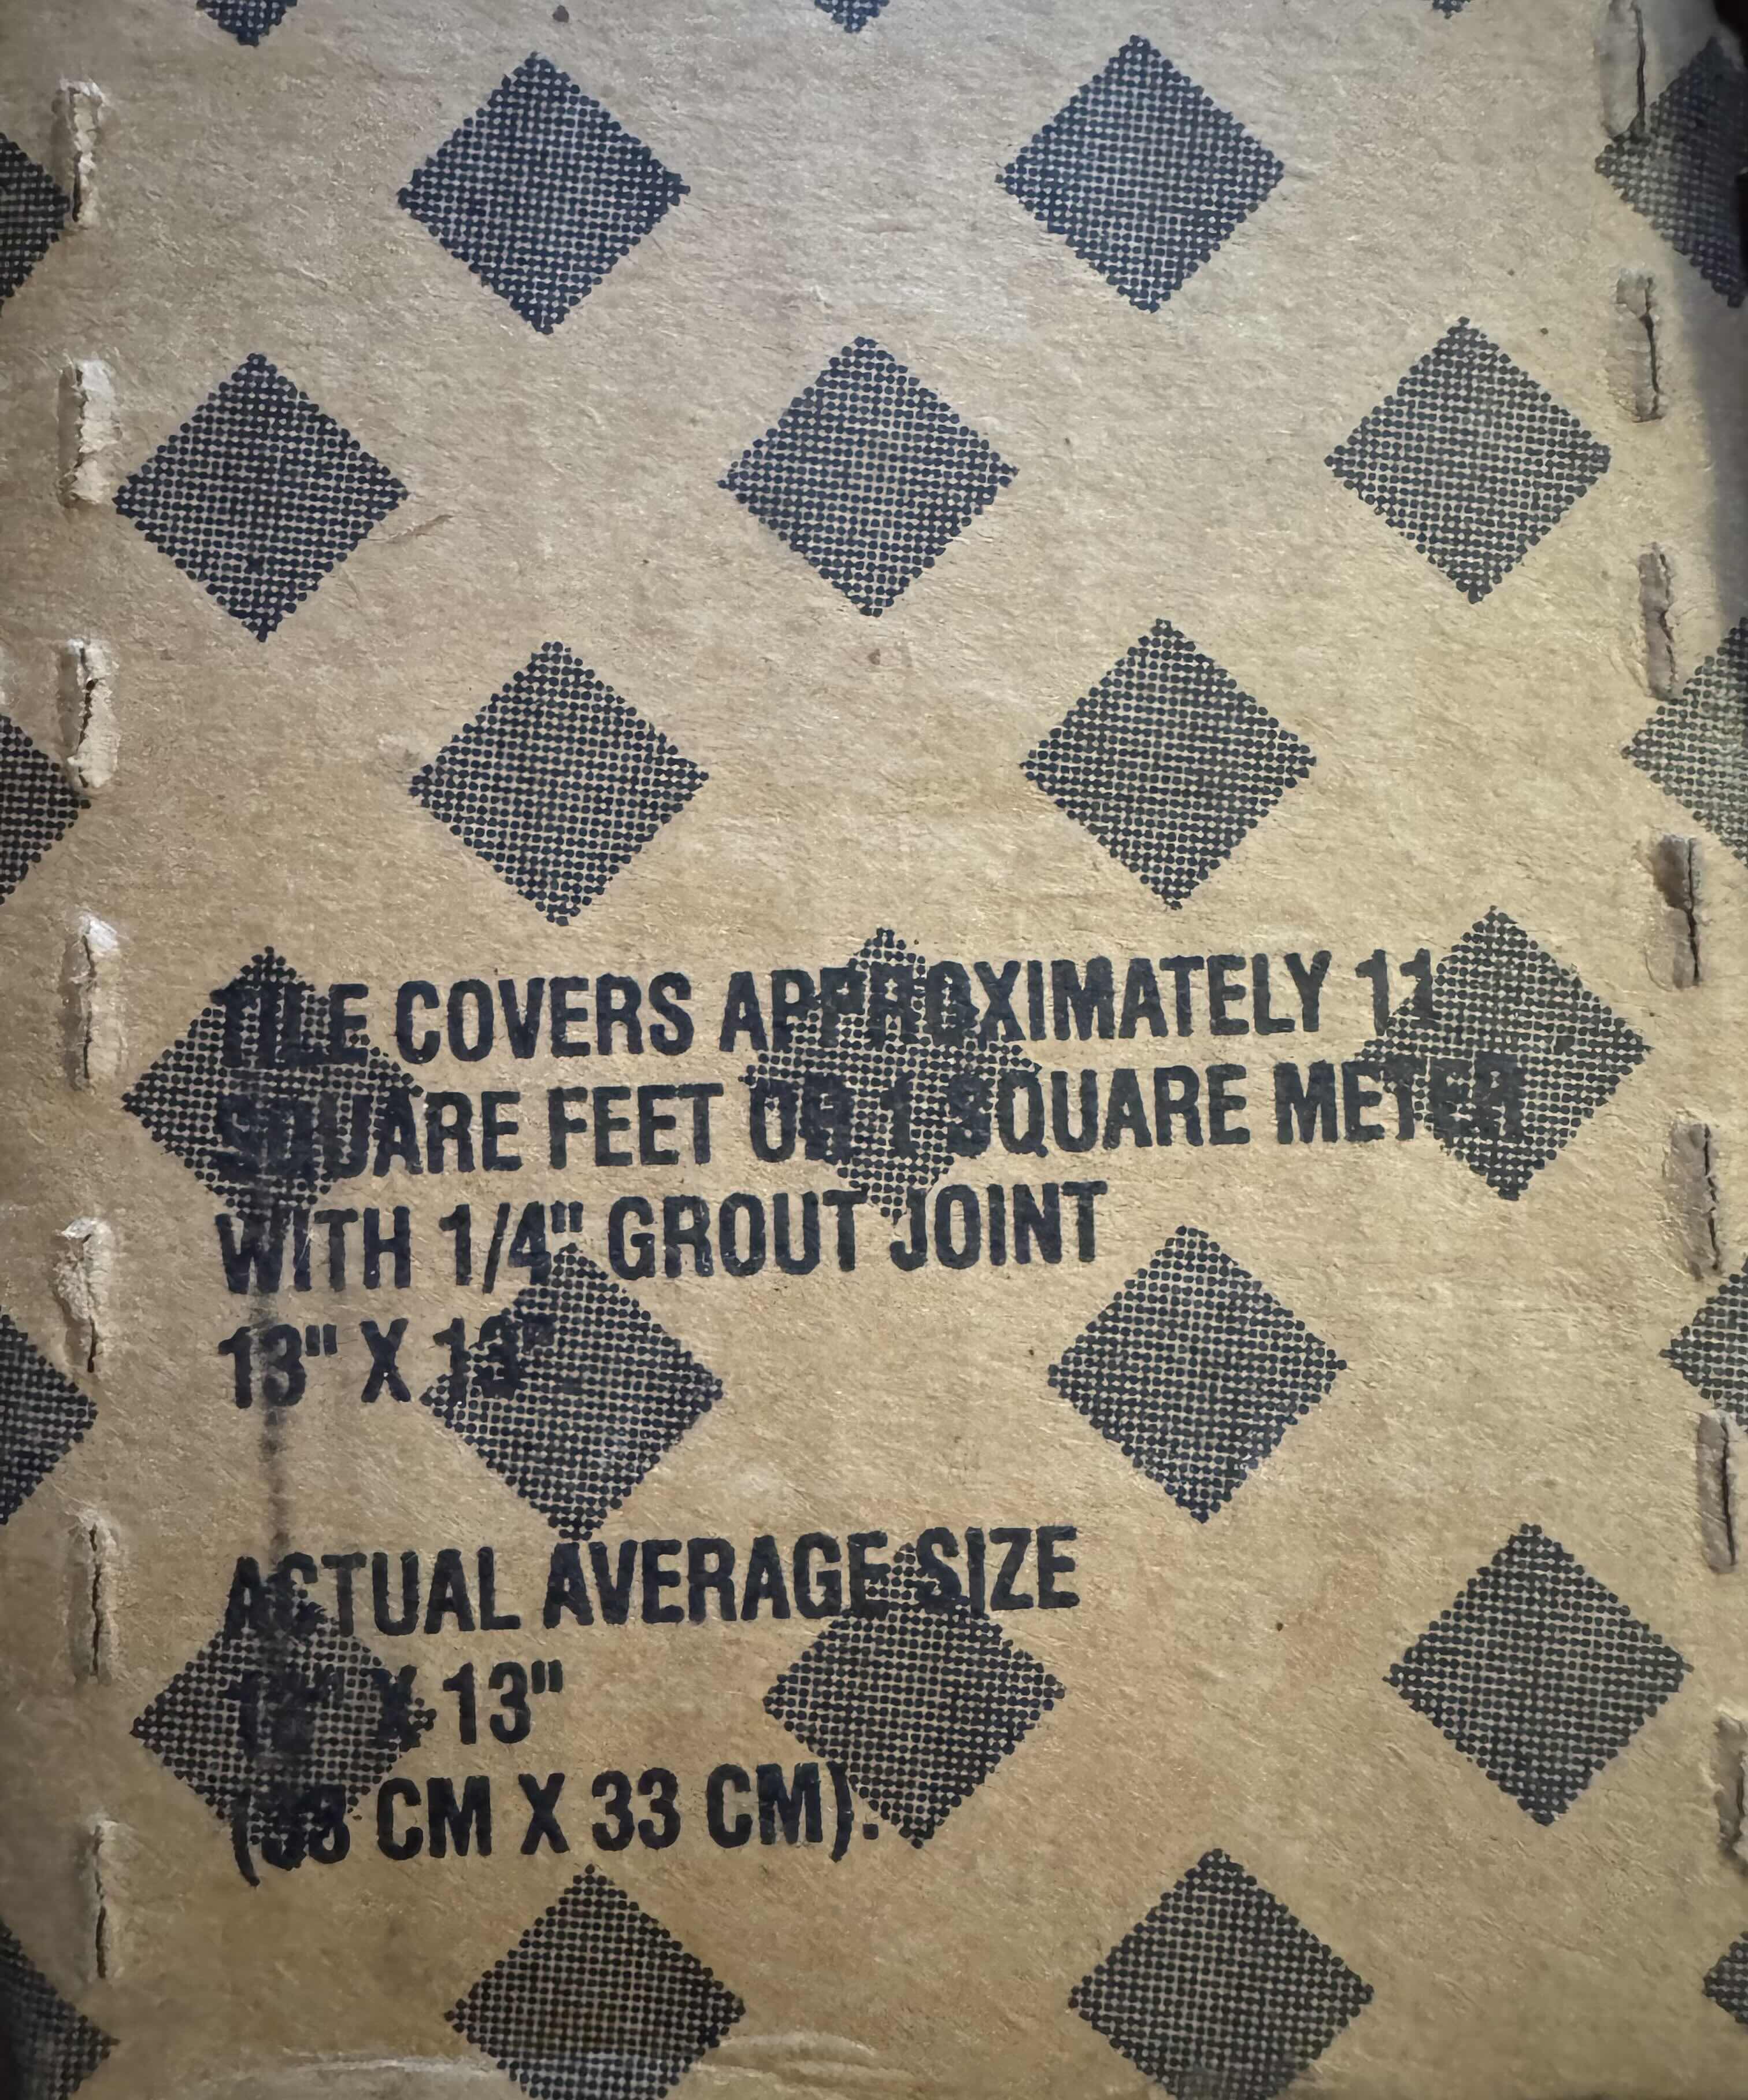 TILE COVERS APPROXIMATELY 11
SQUARE FEET OR 1 SQUARE METER
WITH 1/4" GROUT JOINT
13" X 13"
ACTUAL AVERAGE SIZE
X 13"
(33 CM X 33 CM).